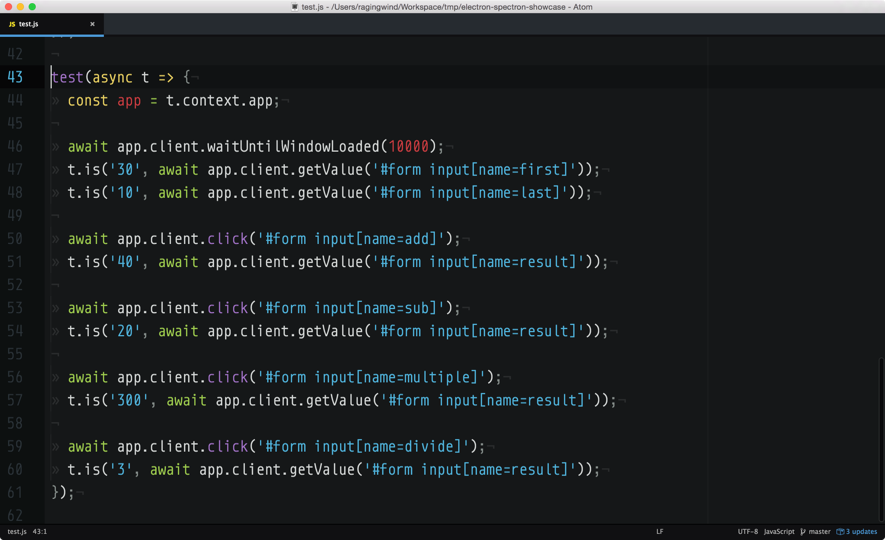 test.js - /Users/ragingwind/Workspace/tmp/electron-spectron-showcase - Atom
JS test.js ×
42 ¬
43 test(async t => {¬
44 » const app = t.context.app;¬
45 ¬
46 » await app.client.waitUntilWindowLoaded(10000);¬
47 » t.is('30', await app.client.getValue('#form input[name=first]'));¬
48 » t.is('10', await app.client.getValue('#form input[name=last]'));¬
49 ¬
50 » await app.client.click('#form input[name=add]');¬
51 » t.is('40', await app.client.getValue('#form input[name=result]'));¬
52 ¬
53 » await app.client.click('#form input[name=sub]');¬
54 » t.is('20', await app.client.getValue('#form input[name=result]'));¬
55 ¬
56 » await app.client.click('#form input[name=multiple]');¬
57 » t.is('300', await app.client.getValue('#form input[name=result]'));¬
58 ¬
59 » await app.client.click('#form input[name=divide]');¬
60 » t.is('3', await app.client.getValue('#form input[name=result]'));¬
61 });¬
62
test.js 43:1 LF UTF-8 JavaScript master 3 updates